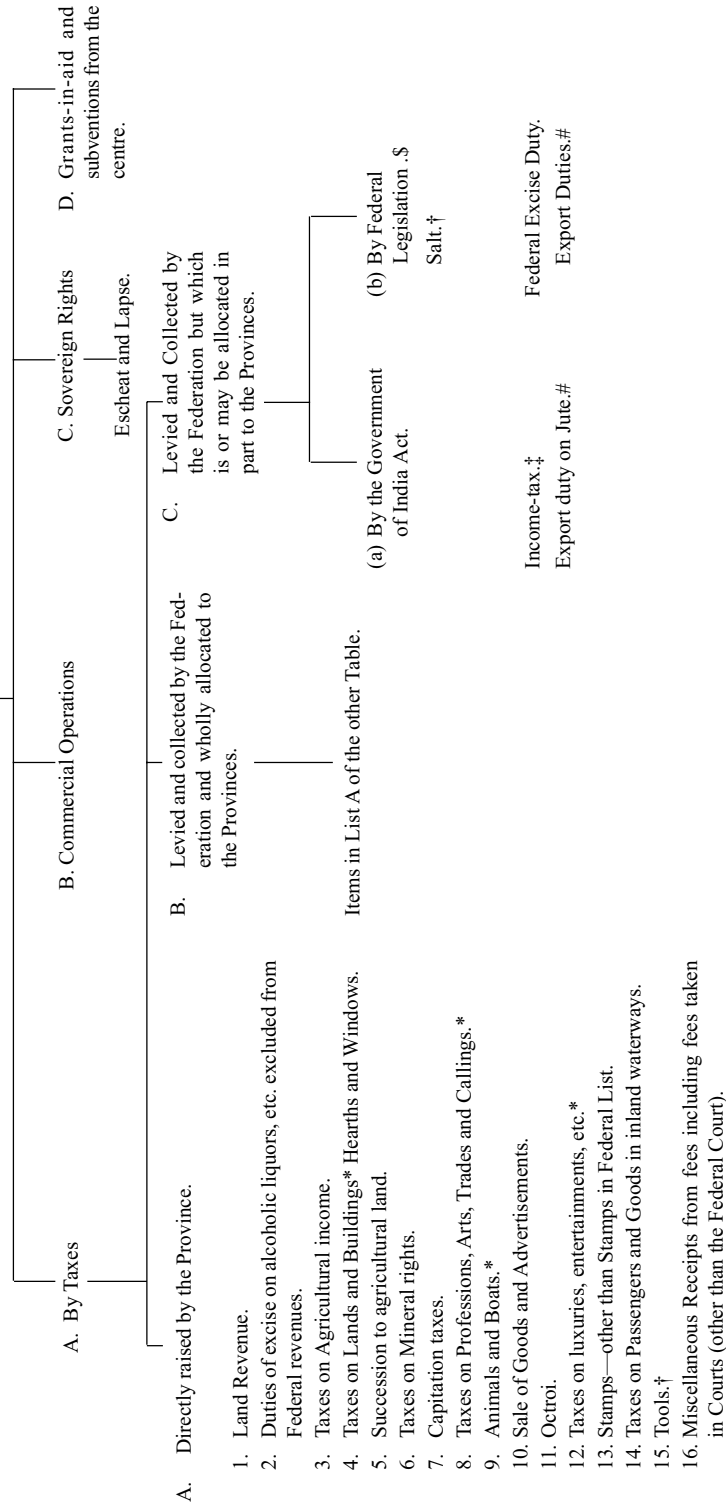 A. By Taxes
B. Commercial Operations
C. Sovereign Rights
Escheat and Lapse.
D. Grants-in-aid and
subventions from the
centre.
A. Directly raised by the Province.
1. Land Revenue.
2. Duties of excise on alcoholic liquors, etc. excluded from
Federal revenues.
3. Taxes on Agricultural income.
4. Taxes on Lands and Buildings* Hearths and Windows.
5. Succession to agricultural land.
6. Taxes on Mineral rights.
7. Capitation taxes.
8. Taxes on Professions, Arts, Trades and Callings.*
9. Animals and Boats.*
10. Sale of Goods and Advertisements.
11. Octroi.
12. Taxes on luxuries, entertainments, etc.*
13. Stamps—other than Stamps in Federal List.
14. Taxes on Passengers and Goods in inland waterways.
15. Tools.†
16. Miscellaneous Receipts from fees including fees taken
in Courts (other than the Federal Court).
B. Levied and collected by the Fed-
eration and wholly allocated to
the Provinces.
Items in List A of the other Table.
C. Levied and Collected by
the Federation but which
is or may be allocated in
part to the Provinces.
(a) By the Government
of India Act.
Income-tax.‡
Export duty on Jute.#
(b) By Federal
Legislation .$
Salt.†
Federal Excise Duty.
Export Duties.#